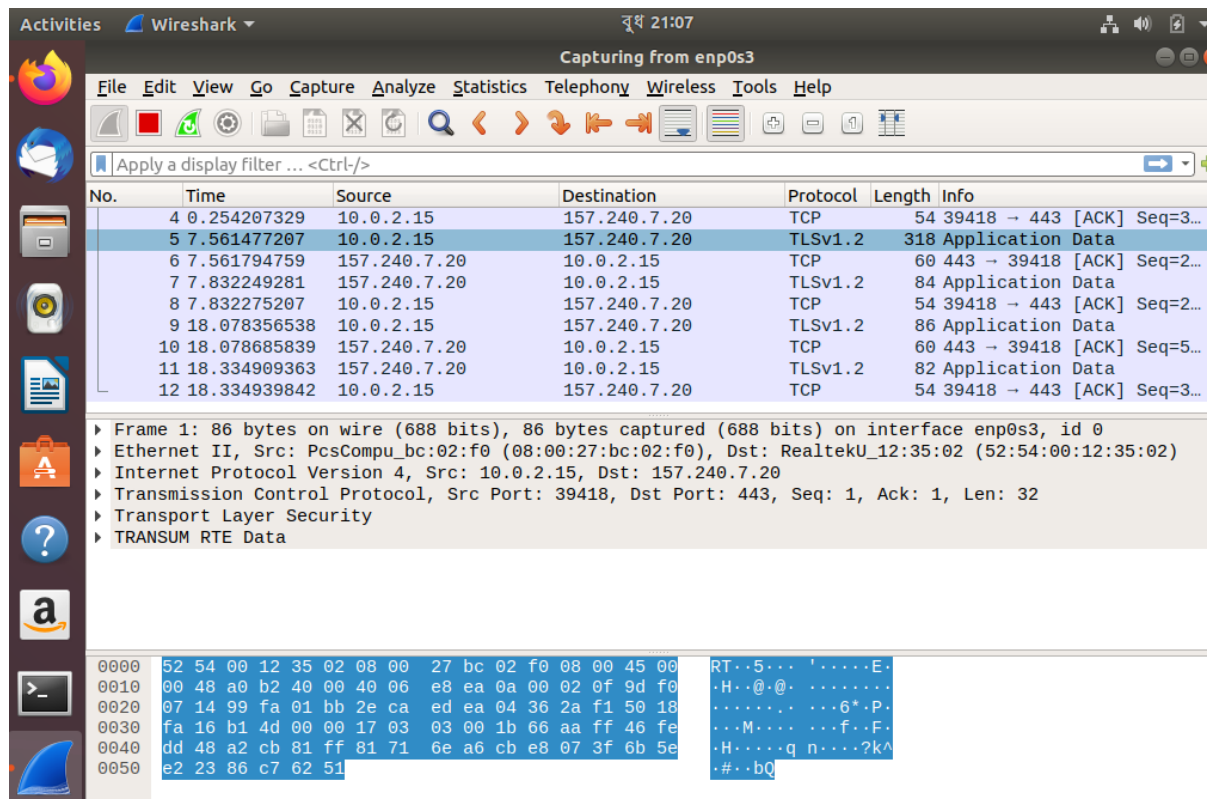 Activities Wireshark বুধ 21:07
Capturing from enp0s3
File Edit View Go Capture Analyze Statistics Telephony Wireless Tools Help
Apply a display filter … <Ctrl-/>
No. Time Source Destination Protocol Length Info
4 0.254207329 10.0.2.15 157.240.7.20 TCP 54 39418 → 443 [ACK] Seq=3…
5 7.561477207 10.0.2.15 157.240.7.20 TLSv1.2 318 Application Data
6 7.561794759 157.240.7.20 10.0.2.15 TCP 60 443 → 39418 [ACK] Seq=2…
7 7.832249281 157.240.7.20 10.0.2.15 TLSv1.2 84 Application Data
8 7.832275207 10.0.2.15 157.240.7.20 TCP 54 39418 → 443 [ACK] Seq=2…
9 18.078356538 10.0.2.15 157.240.7.20 TLSv1.2 86 Application Data
10 18.078685839 157.240.7.20 10.0.2.15 TCP 60 443 → 39418 [ACK] Seq=5…
11 18.334909363 157.240.7.20 10.0.2.15 TLSv1.2 82 Application Data
12 18.334939842 10.0.2.15 157.240.7.20 TCP 54 39418 → 443 [ACK] Seq=3…
Frame 1: 86 bytes on wire (688 bits), 86 bytes captured (688 bits) on interface enp0s3, id 0
Ethernet II, Src: PcsCompu_bc:02:f0 (08:00:27:bc:02:f0), Dst: RealtekU_12:35:02 (52:54:00:12:35:02)
Internet Protocol Version 4, Src: 10.0.2.15, Dst: 157.240.7.20
Transmission Control Protocol, Src Port: 39418, Dst Port: 443, Seq: 1, Ack: 1, Len: 32
Transport Layer Security
TRANSUM RTE Data
0000 52 54 00 12 35 02 08 00 27 bc 02 f0 08 00 45 00 RT··5··· '·····E·
0010 00 48 a0 b2 40 00 40 06 e8 ea 0a 00 02 0f 9d f0 ·H··@·@· ········
0020 07 14 99 fa 01 bb 2e ca ed ea 04 36 2a f1 50 18 ······.· ···6*·P·
0030 fa 16 b1 4d 00 00 17 03 03 00 1b 66 aa ff 46 fe ···M···· ···f··F·
0040 dd 48 a2 cb 81 ff 81 71 6e a6 cb e8 07 3f 6b 5e ·H·····q n····?k^
0050 e2 23 86 c7 62 51 ·#··bQ